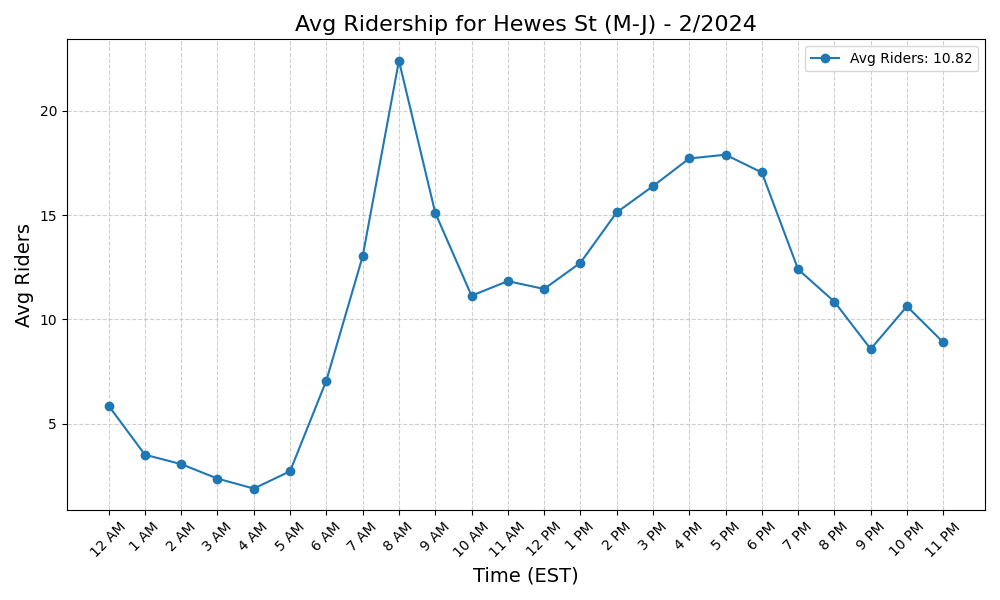 Avg Ridership for Hewes St (M-J) - 2/2024
Avg Riders: 10.82
Avg Riders
20
15
10
5
12 AM
1 AM
2 AM
3 AM
4 AM
5 AM
6 AM
7 AM
8 AM
9 AM
10 AM
11 AM
12 PM
1 PM
2 PM
3 PM
4 PM
5 PM
6 PM
7 PM
8 PM
9 PM
10 PM
11 PM
Time (EST)